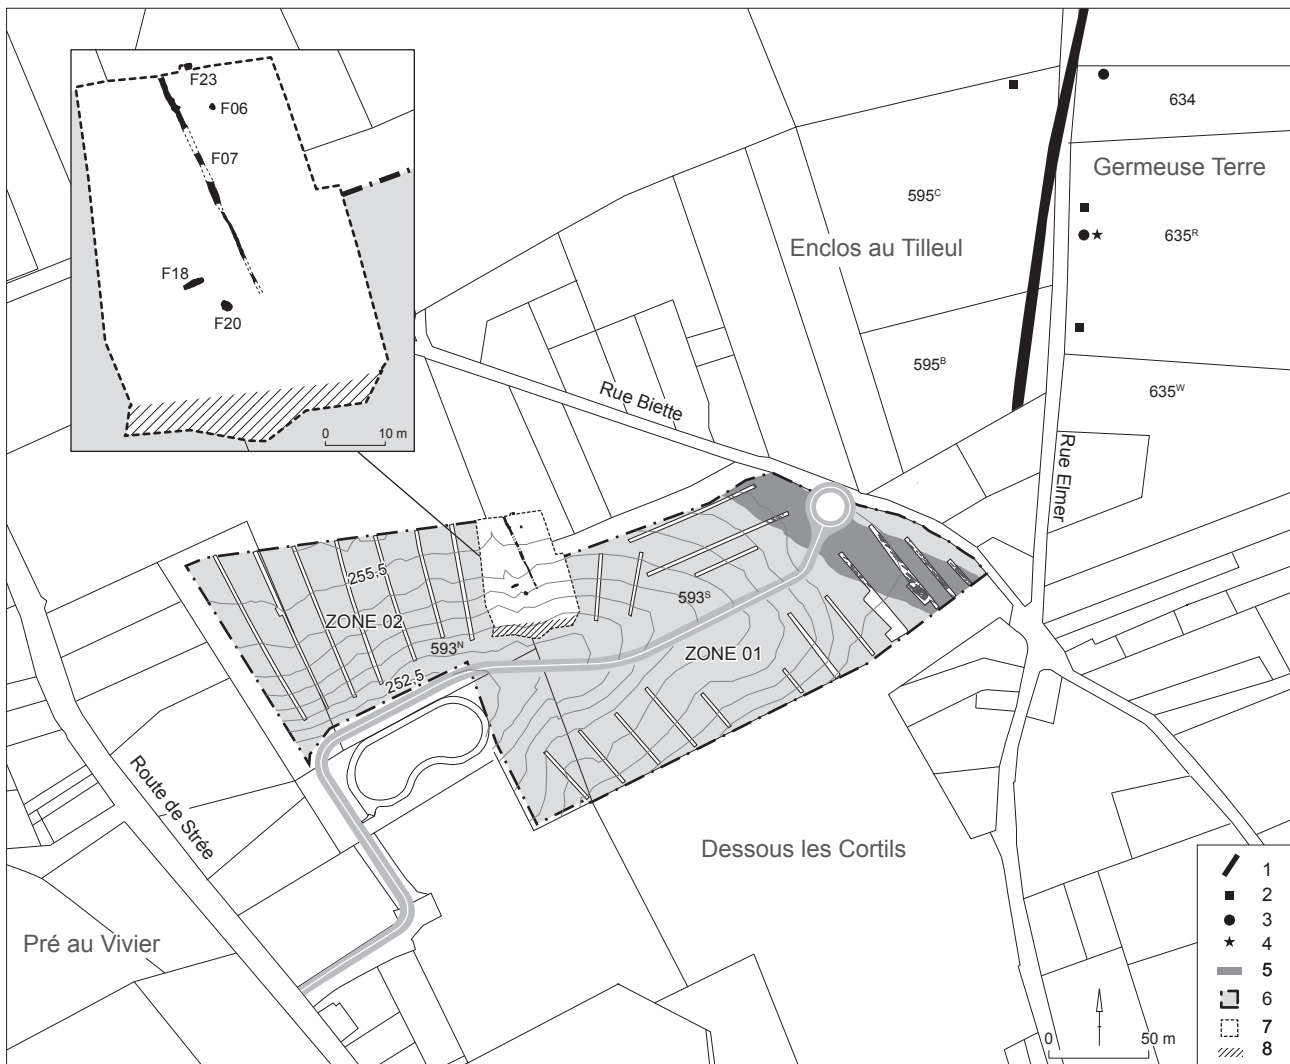 F23
F06
F07
F18
F20
0 10 m
634
Germeuse Terre
595ᶜ
635ᴿ
Enclos au Tilleul
595ᴮ
635ᵂ
Rue Biette
Rue Elmer
255,5
ZONE 02
593ᴺ
252,5
593ˢ
ZONE 01
Route de Strée
Dessous les Cortils
Pré au Vivier
1
2
3
4
5
6
7
8
0 50 m